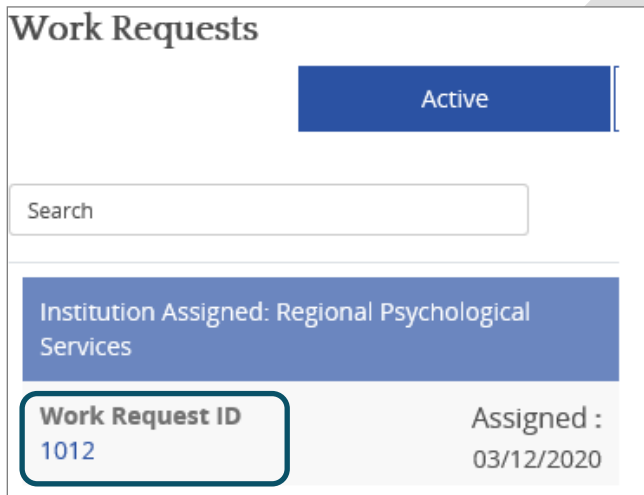 Work Requests
Active
Search
Institution Assigned: Regional Psychological
Services
Work Request ID
Assigned :
1012
03/12/2020